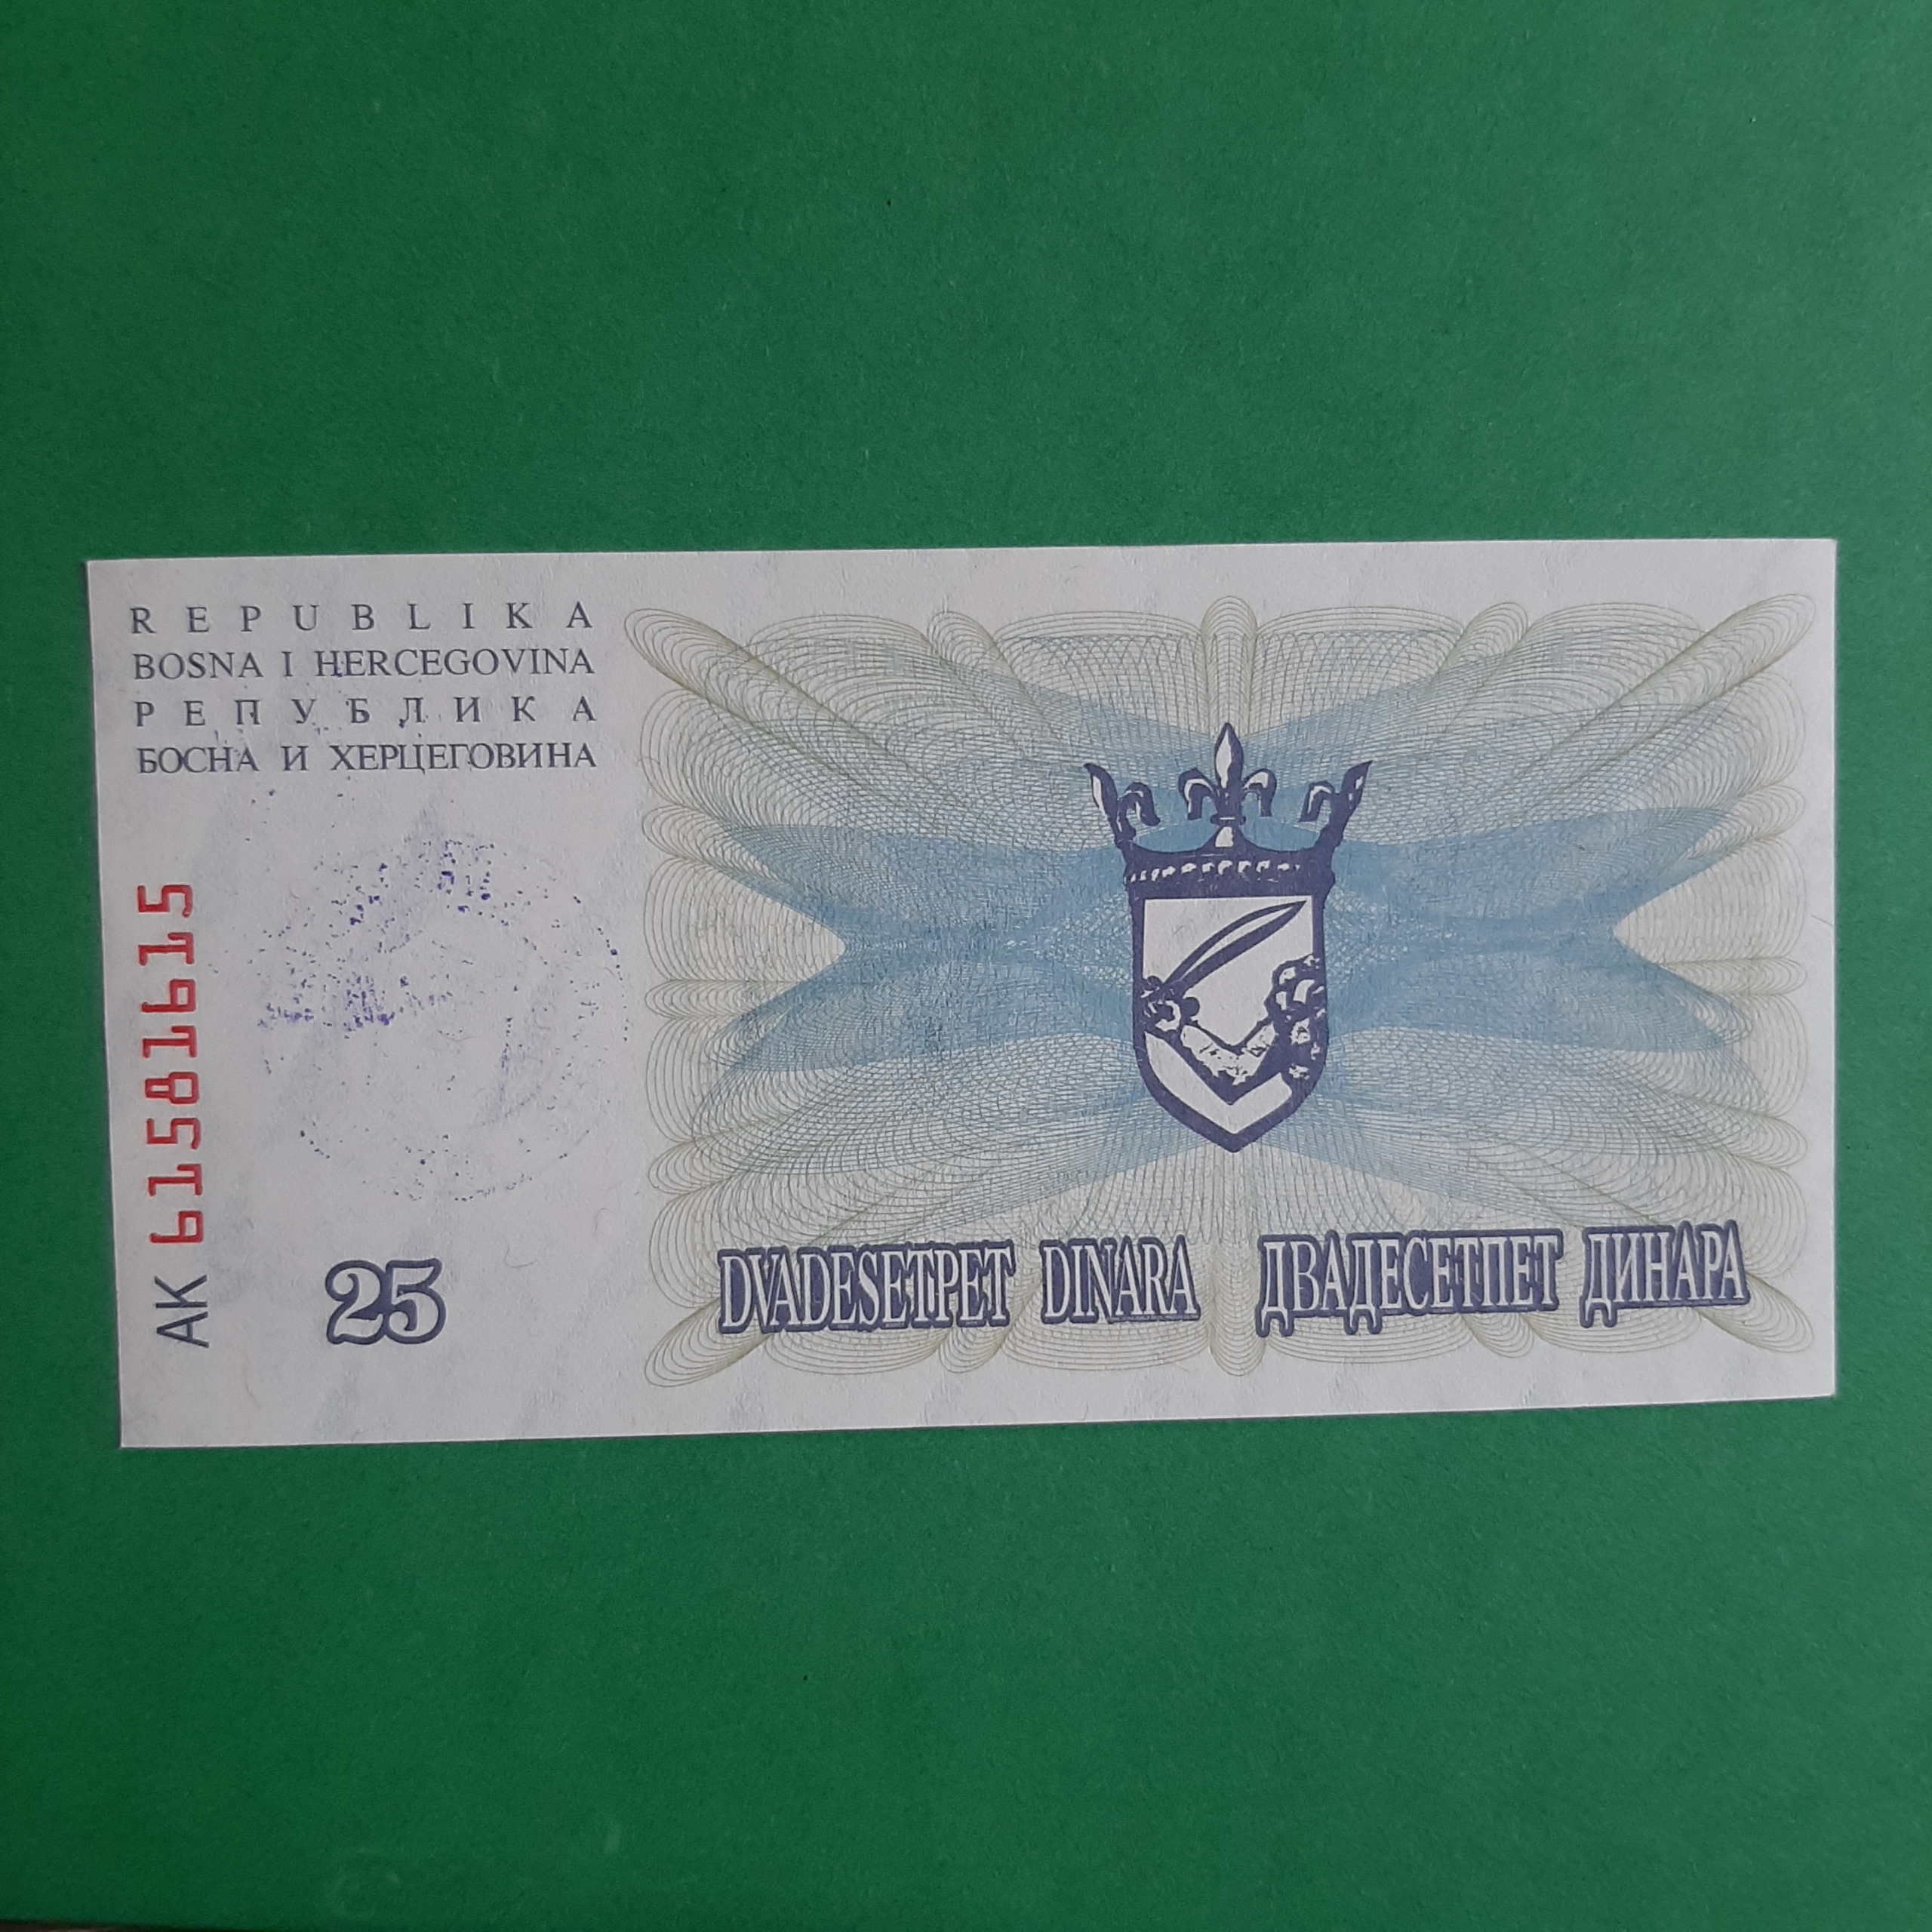 REPUBLIKA
BOSNA I HERCEGOVINA
РЕПУБЛИКА
БОСНА И ХЕРЦЕГОВИНА
AK 61581615
25
DVADESETPET DINARA ДВАДЕСЕТПЕТ ДИНАРА